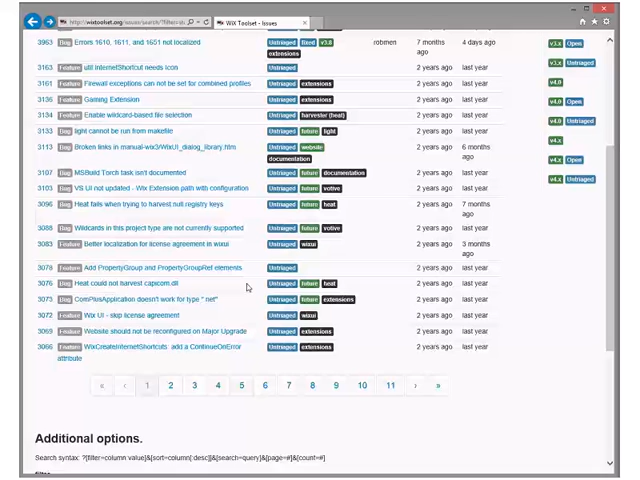 http://wixtoolset.org/issues/search/?filter=st
WiX Toolset - Issues
3963 Bug Errors 1610, 1611, and 1651 not localized Untriaged fixed v3.8 extensions robmen 7 months ago 4 days ago
3163 Feature util InternetShortcut needs Icon Untriaged 2 years ago last year
3161 Feature Firewall exceptions can not be set for combined profiles Untriaged extensions 2 years ago last year
3136 Feature Gaming Extension Untriaged extensions 2 years ago last year
3134 Feature Enable wildcard-based file selection Untriaged harvester (heat) 2 years ago last year
3133 Bug light cannot be run from makefile Untriaged future light 2 years ago last year
3113 Bug Broken links in manual-wix3/WixUI_dialog_library.htm Untriaged website documentation 2 years ago 6 months ago
3107 Bug MSBuild Torch task isn't documented Untriaged future documentation 2 years ago last year
3103 Bug VS UI not updated - Wix Extension path with configuration Untriaged future votive 2 years ago last year
3096 Bug Heat fails when trying to harvest null registry keys Untriaged future heat 2 years ago 7 months ago
3088 Bug Wildcards in this project type are not currently supported Untriaged future votive 2 years ago last year
3083 Feature Better localization for license agreement in wixui Untriaged wixui 2 years ago 3 months ago
3078 Feature Add PropertyGroup and PropertyGroupRef elements Untriaged 2 years ago last year
3076 Bug Heat could not harvest capicom.dll Untriaged future heat 2 years ago last year
3073 Bug ComPlusApplication doesn't work for type ".net" Untriaged future extensions 2 years ago last year
3072 Feature Wix UI - skip license agreement Untriaged wixui 2 years ago last year
3069 Feature Website should not be reconfigured on Major Upgrade Untriaged extensions 2 years ago last year
3066 Feature WixCreateInternetShortcuts: add a ContinueOnError attribute Untriaged extensions 2 years ago last year
v3.x Open
v3.x Untriaged
v4.0
v4.0 Open
v4.0 Untriaged
v4.x
v4.x Open
v4.x Untriaged
« ‹ 1 2 3 4 5 6 7 8 9 10 11 › »
Additional options.
Search syntax: ?[filter=column:value]&[sort=column[:desc]]&[search=query]&[page=#]&[count=#]